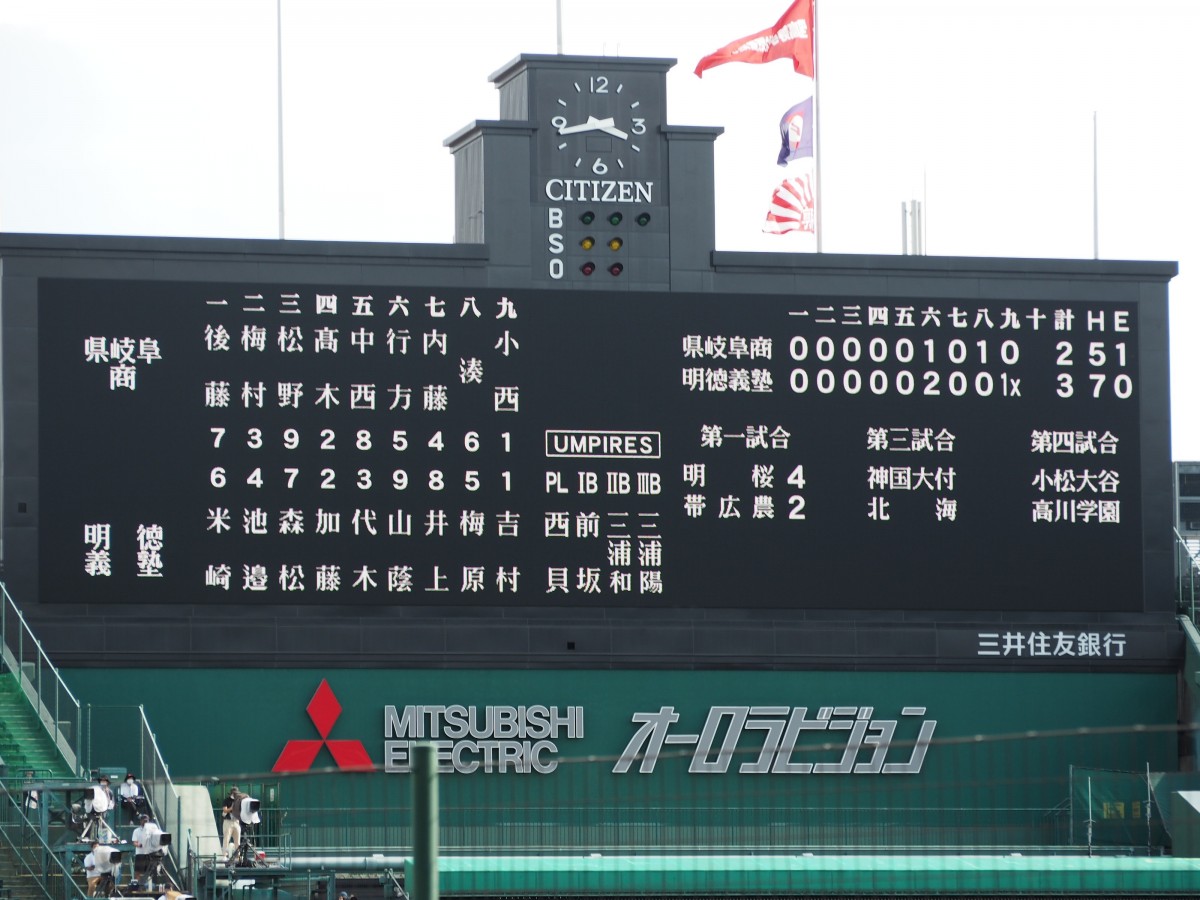 12
9 3
6
CITIZEN
B
S
O
一 二 三 四 五 六 七 八 九
県岐阜商
後藤 梅村 松野 髙木 中西 行方 内藤 湊 小西
7 3 9 2 8 5 4 6 1
6 4 7 2 3 9 8 5 1
明徳義塾
米崎 池邉 森松 加藤 代木 山蔭 井上 梅原 吉村
UMPIRES
PL IB IIB IIIB
西貝 前坂 三浦和 三浦陽
一 二 三 四 五 六 七 八 九 十 計 H E
県岐阜商 0 0 0 0 0 1 0 1 0 2 5 1
明徳義塾 0 0 0 0 0 2 0 0 1x 3 7 0
第一試合 第三試合 第四試合
明桜 4 神国大付 小松大谷
帯広農 2 北海 高川学園
三井住友銀行
MITSUBISHI
ELECTRIC
オーロラビジョン